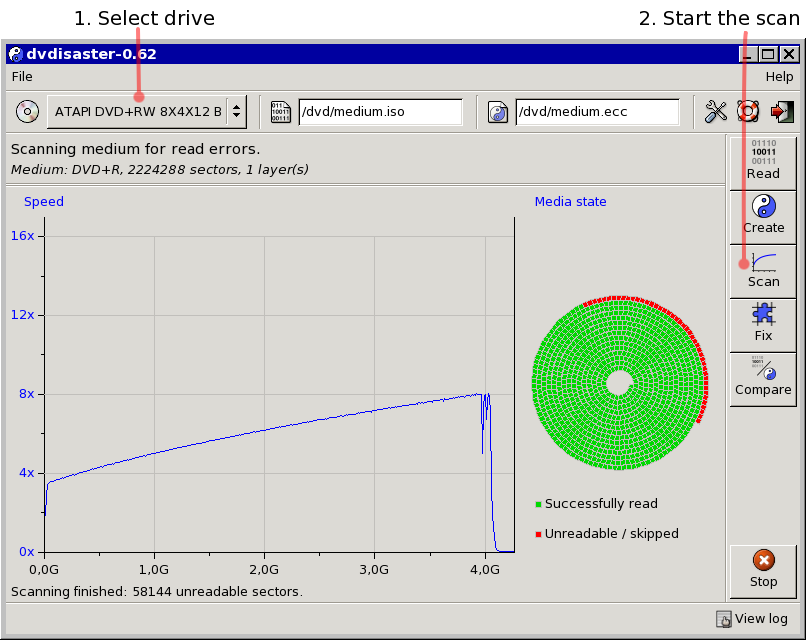 1. Select drive
2. Start the scan
dvdisaster-0.62
File
Help
ATAPI DVD+RW 8X4X12 B
/dvd/medium.iso
/dvd/medium.ecc
Scanning medium for read errors.
Medium: DVD+R, 2224288 sectors, 1 layer(s)
Speed
16x
12x
8x
4x
0x
0,0G
1,0G
2,0G
3,0G
4,0G
Media state
Successfully read
Unreadable / skipped
01110
10011
00111
Read
Create
Scan
Fix
Compare
Stop
Scanning finished: 58144 unreadable sectors.
View log